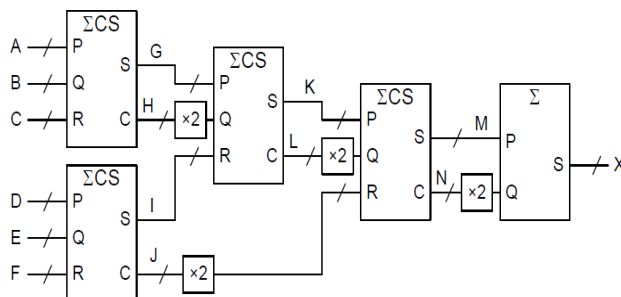 ΣCS
A P G
S
B Q
H
C R C ×2
ΣCS
P K
S
Q
L
R C ×2
ΣCS
P
S M
Q
N
R C ×2
Σ
P
S X
Q
ΣCS
D P
S I
E Q
J
F R C ×2